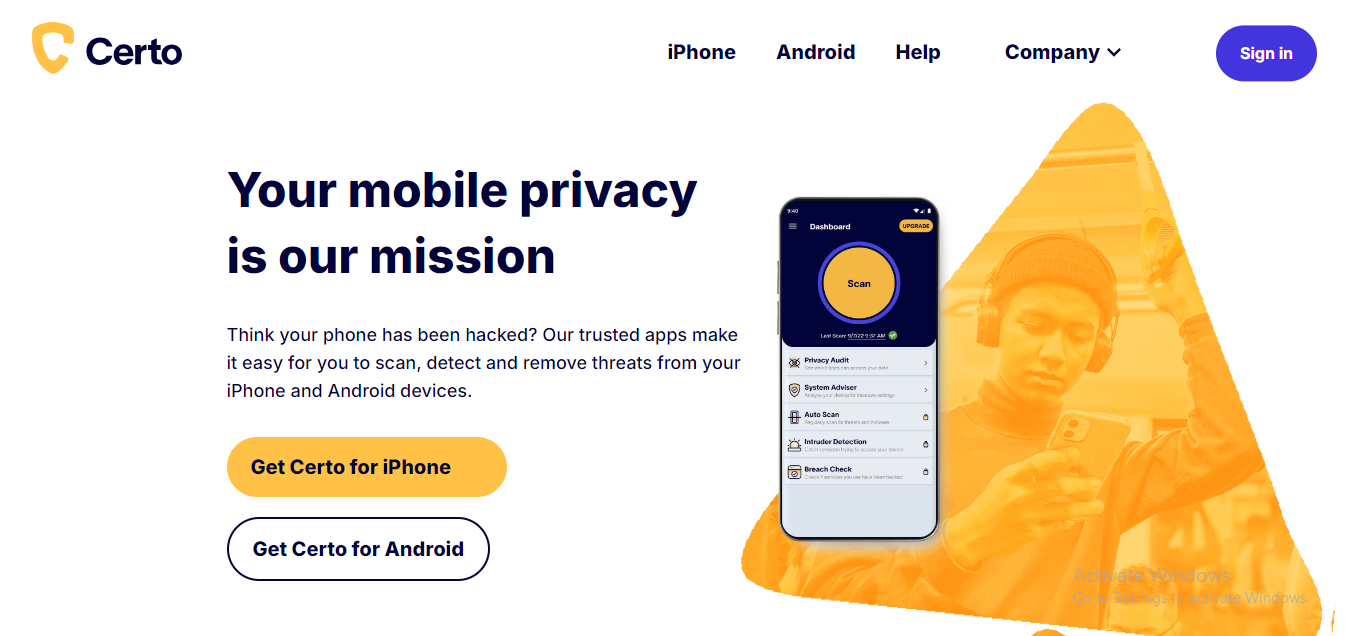 Certo
iPhone Android Help Company Sign in
Your mobile privacy
is our mission
Think your phone has been hacked? Our trusted apps make
it easy for you to scan, detect and remove threats from your
iPhone and Android devices.
Get Certo for iPhone
Get Certo for Android
9:40
Dashboard UPGRADE
Scan
Last Scan: 9/7/22 9:37 AM
Privacy Audit
See which apps can access your data
System Adviser
Analyse your device for insecure settings
Auto Scan
Regularly scan for threats and malware
Intruder Detection
Catch someone trying to access your device
Breach Check
Check if services you use have been hacked
Activate Windows
Go to Settings to activate Windows.